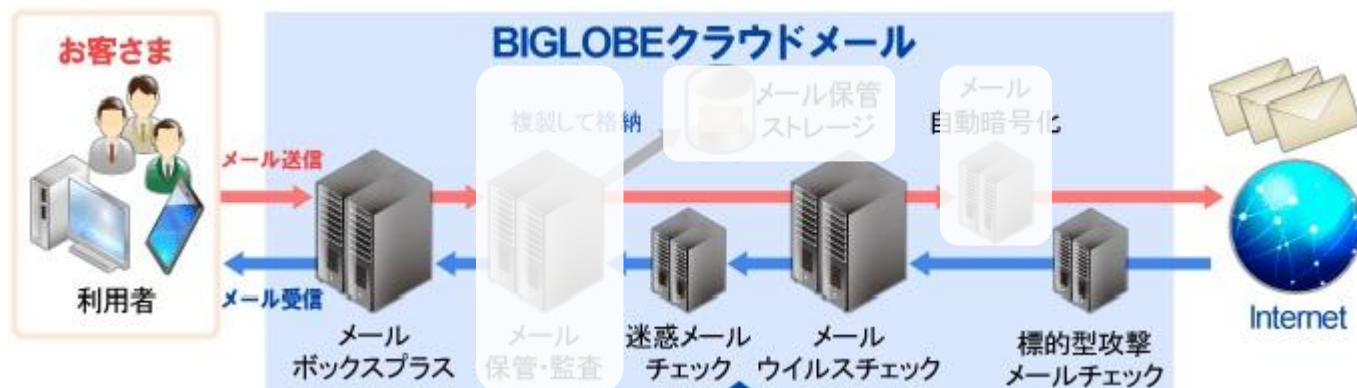 お客さま
BIGLOBEクラウドメール
メール保管
ストレージ
メール
自動暗号化
複製して格納
メール送信
メール受信
利用者
メール
ボックスプラス
メール
保管・監査
迷惑メール
チェック
メール
ウイルスチェック
標的型攻撃
メールチェック
Internet